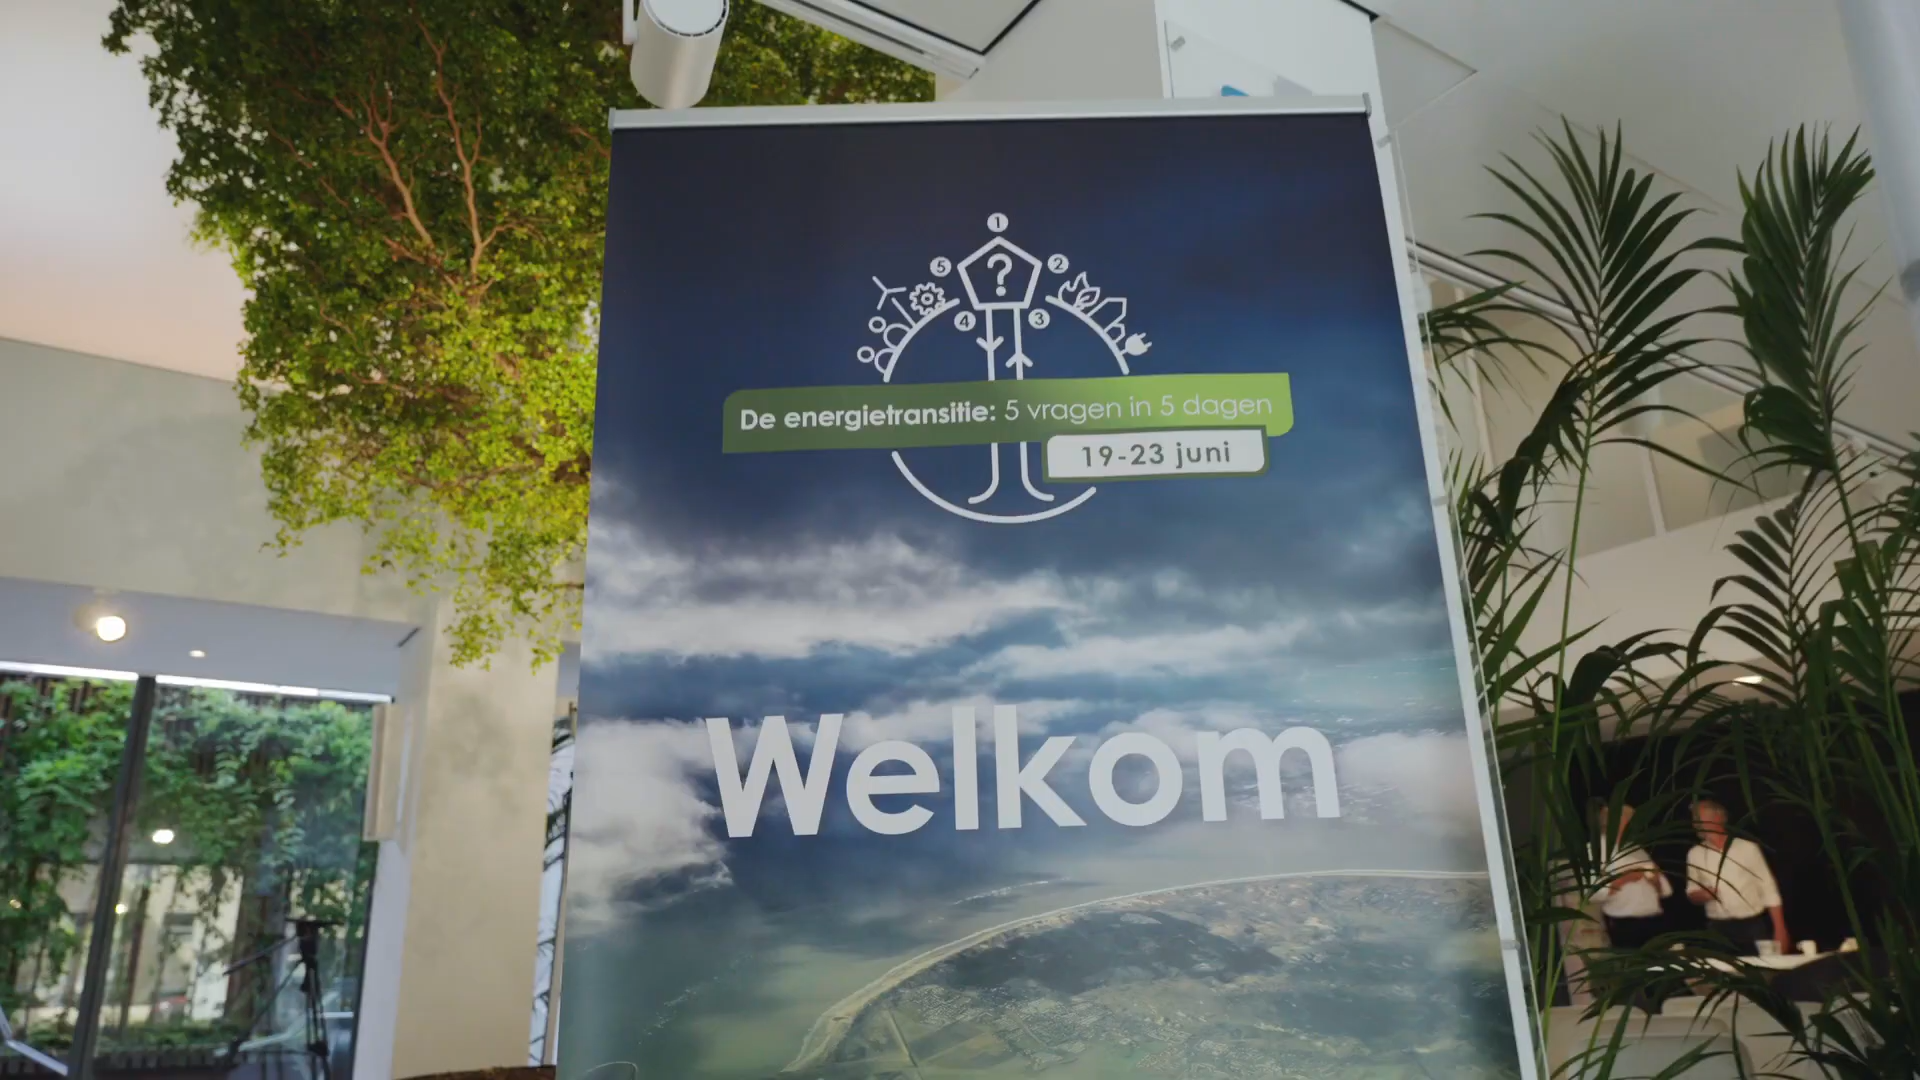 1
5
?
2
4
3
De energietransitie: 5 vragen in 5 dagen
19-23 juni
Welkom